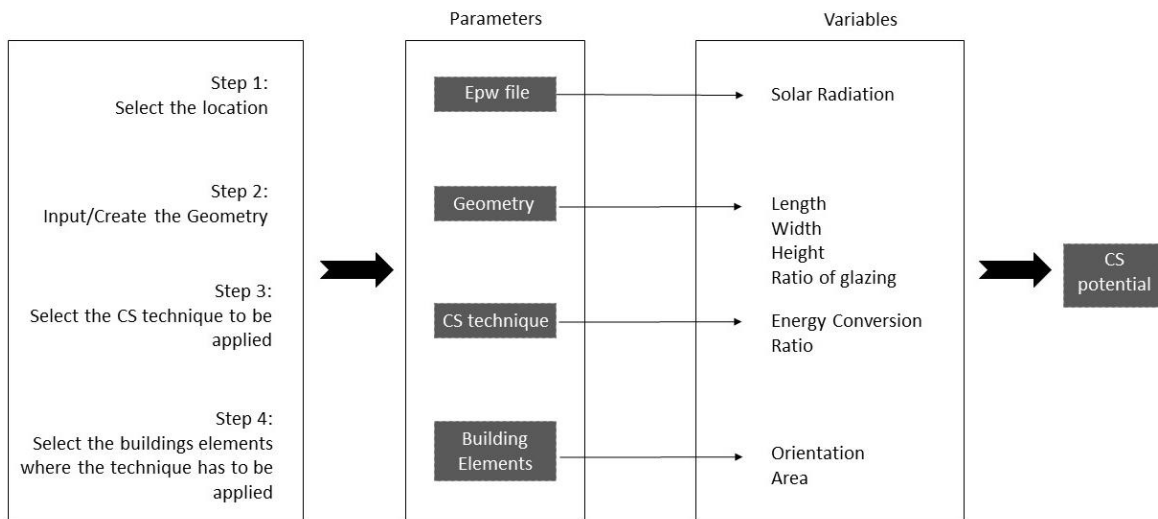 Parameters
Variables
Step 1:
Select the location
Step 2:
Input/Create the Geometry
Step 3:
Select the CS technique to be
applied
Step 4:
Select the buildings elements
where the technique has to be
applied
Epw file
Geometry
CS technique
Building
Elements
Solar Radiation
Length
Width
Height
Ratio of glazing
Energy Conversion
Ratio
Orientation
Area
CS
potential